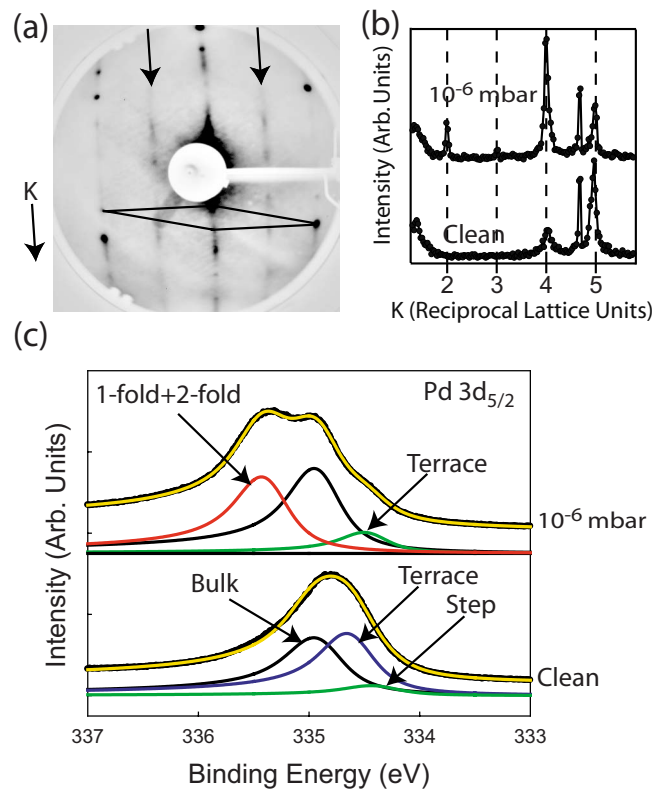 (a)
K
(b)
Intensity (Arb. Units)
10⁻⁶ mbar
Clean
2 3 4 5
K (Reciprocal Lattice Units)
(c)
Intensity (Arb. Units)
1-fold+2-fold
Pd 3d₅/₂
Terrace
10⁻⁶ mbar
Bulk
Terrace
Step
Clean
337 336 335 334 333
Binding Energy (eV)